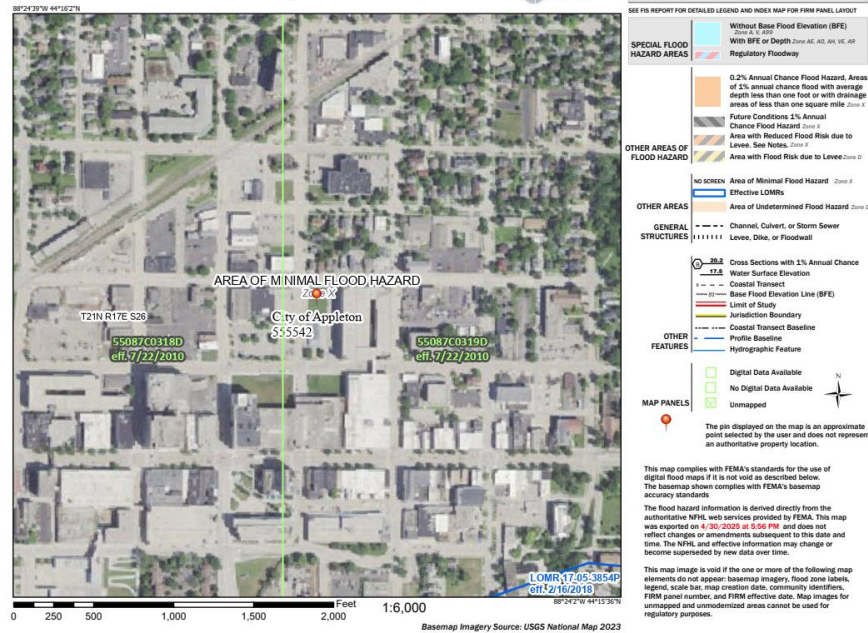 88°24'39"W 44°16'2"N
AREA OF MINIMAL FLOOD HAZARD
Zone X
T21N R17E S26
City of Appleton
555542
55087C0318D
eff. 7/22/2010
55087C0319D
eff. 7/22/2010
LOMR 17-05-3854P
eff. 2/16/2018
88°24'2"W 44°15'36"N
Feet
0 250 500 1,000 1,500 2,000
1:6,000
Basemap Imagery Source: USGS National Map 2023
SEE FIS REPORT FOR DETAILED LEGEND AND INDEX MAP FOR FIRM PANEL LAYOUT
SPECIAL FLOOD
HAZARD AREAS
Without Base Flood Elevation (BFE)
Zone A, V, A99
With BFE or Depth Zone AE, AO, AH, VE, AR
Regulatory Floodway
OTHER AREAS OF
FLOOD HAZARD
0.2% Annual Chance Flood Hazard, Areas
of 1% annual chance flood with average
depth less than one foot or with drainage
areas of less than one square mile Zone X
Future Conditions 1% Annual
Chance Flood Hazard Zone X
Area with Reduced Flood Risk due to
Levee. See Notes. Zone X
Area with Flood Risk due to Levee Zone D
OTHER AREAS
NO SCREEN Area of Minimal Flood Hazard Zone X
Effective LOMRs
Area of Undetermined Flood Hazard Zone D
GENERAL
STRUCTURES
Channel, Culvert, or Storm Sewer
Levee, Dike, or Floodwall
OTHER
FEATURES
20.2 Cross Sections with 1% Annual Chance
17.5 Water Surface Elevation
Coastal Transect
Base Flood Elevation Line (BFE)
Limit of Study
Jurisdiction Boundary
Coastal Transect Baseline
Profile Baseline
Hydrographic Feature
MAP PANELS
Digital Data Available
No Digital Data Available
Unmapped
N
The pin displayed on the map is an approximate
point selected by the user and does not represent
an authoritative property location.
This map complies with FEMA's standards for the use of
digital flood maps if it is not void as described below.
The basemap shown complies with FEMA's basemap
accuracy standards
The flood hazard information is derived directly from the
authoritative NFHL web services provided by FEMA. This map
was exported on 4/30/2025 at 5:56 PM and does not
reflect changes or amendments subsequent to this date and
time. The NFHL and effective information may change or
become superseded by new data over time.
This map image is void if the one or more of the following map
elements do not appear: basemap imagery, flood zone labels,
legend, scale bar, map creation date, community identifiers,
FIRM panel number, and FIRM effective date. Map images for
unmapped and unmodernized areas cannot be used for
regulatory purposes.